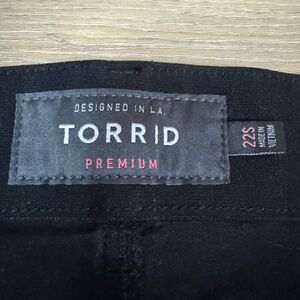 DESIGNED IN L.A.
TORRID
PREMIUM
22S
MADE IN
VIETNAM